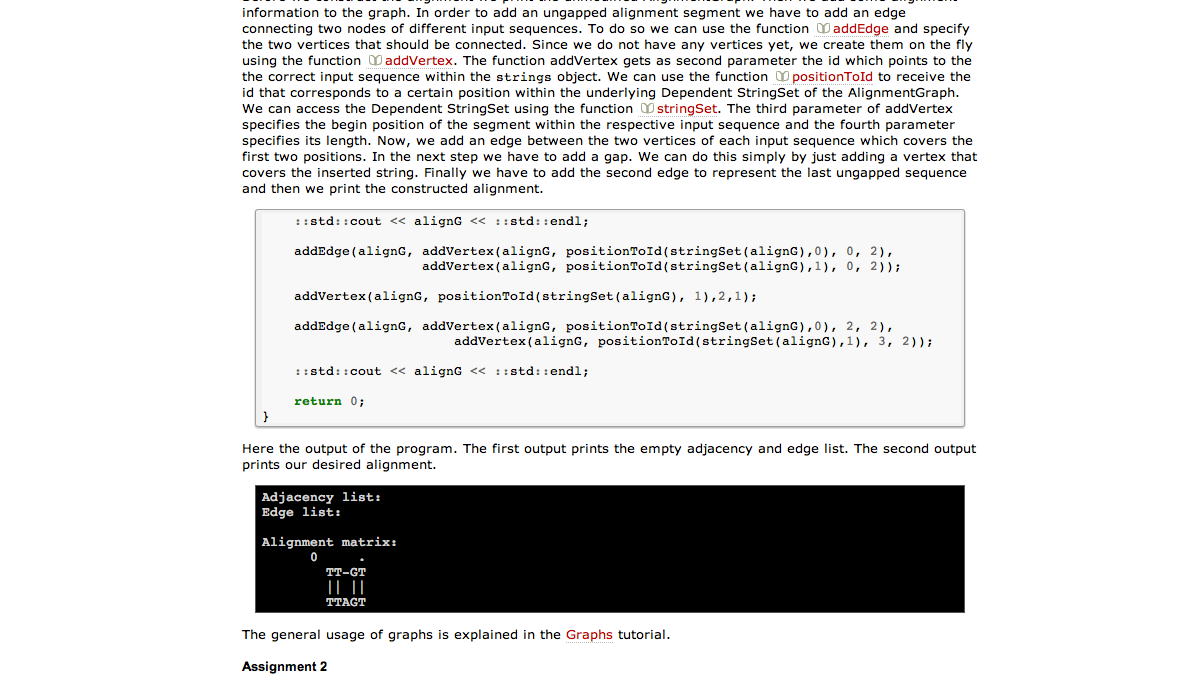 information to the graph. In order to add an ungapped alignment segment we have to add an edge
connecting two nodes of different input sequences. To do so we can use the function addEdge and specify
the two vertices that should be connected. Since we do not have any vertices yet, we create them on the fly
using the function addVertex. The function addVertex gets as second parameter the id which points to the
the correct input sequence within the strings object. We can use the function positionToId to receive the
id that corresponds to a certain position within the underlying Dependent StringSet of the AlignmentGraph.
We can access the Dependent StringSet using the function stringSet. The third parameter of addVertex
specifies the begin position of the segment within the respective input sequence and the fourth parameter
specifies its length. Now, we add an edge between the two vertices of each input sequence which covers the
first two positions. In the next step we have to add a gap. We can do this simply by just adding a vertex that
covers the inserted string. Finally we have to add the second edge to represent the last ungapped sequence
and then we print the constructed alignment.
::std::cout << alignG << ::std::endl;
addEdge(alignG, addVertex(alignG, positionToId(stringSet(alignG),0), 0, 2),
addVertex(alignG, positionToId(stringSet(alignG),1), 0, 2));
addVertex(alignG, positionToId(stringSet(alignG), 1),2,1);
addEdge(alignG, addVertex(alignG, positionToId(stringSet(alignG),0), 2, 2),
addVertex(alignG, positionToId(stringSet(alignG),1), 3, 2));
::std::cout << alignG << ::std::endl;
return 0;
}
Here the output of the program. The first output prints the empty adjacency and edge list. The second output
prints our desired alignment.
Adjacency list:
Edge list:
Alignment matrix:
0 .
TT-GT
|| ||
TTAGT
The general usage of graphs is explained in the Graphs tutorial.
Assignment 2